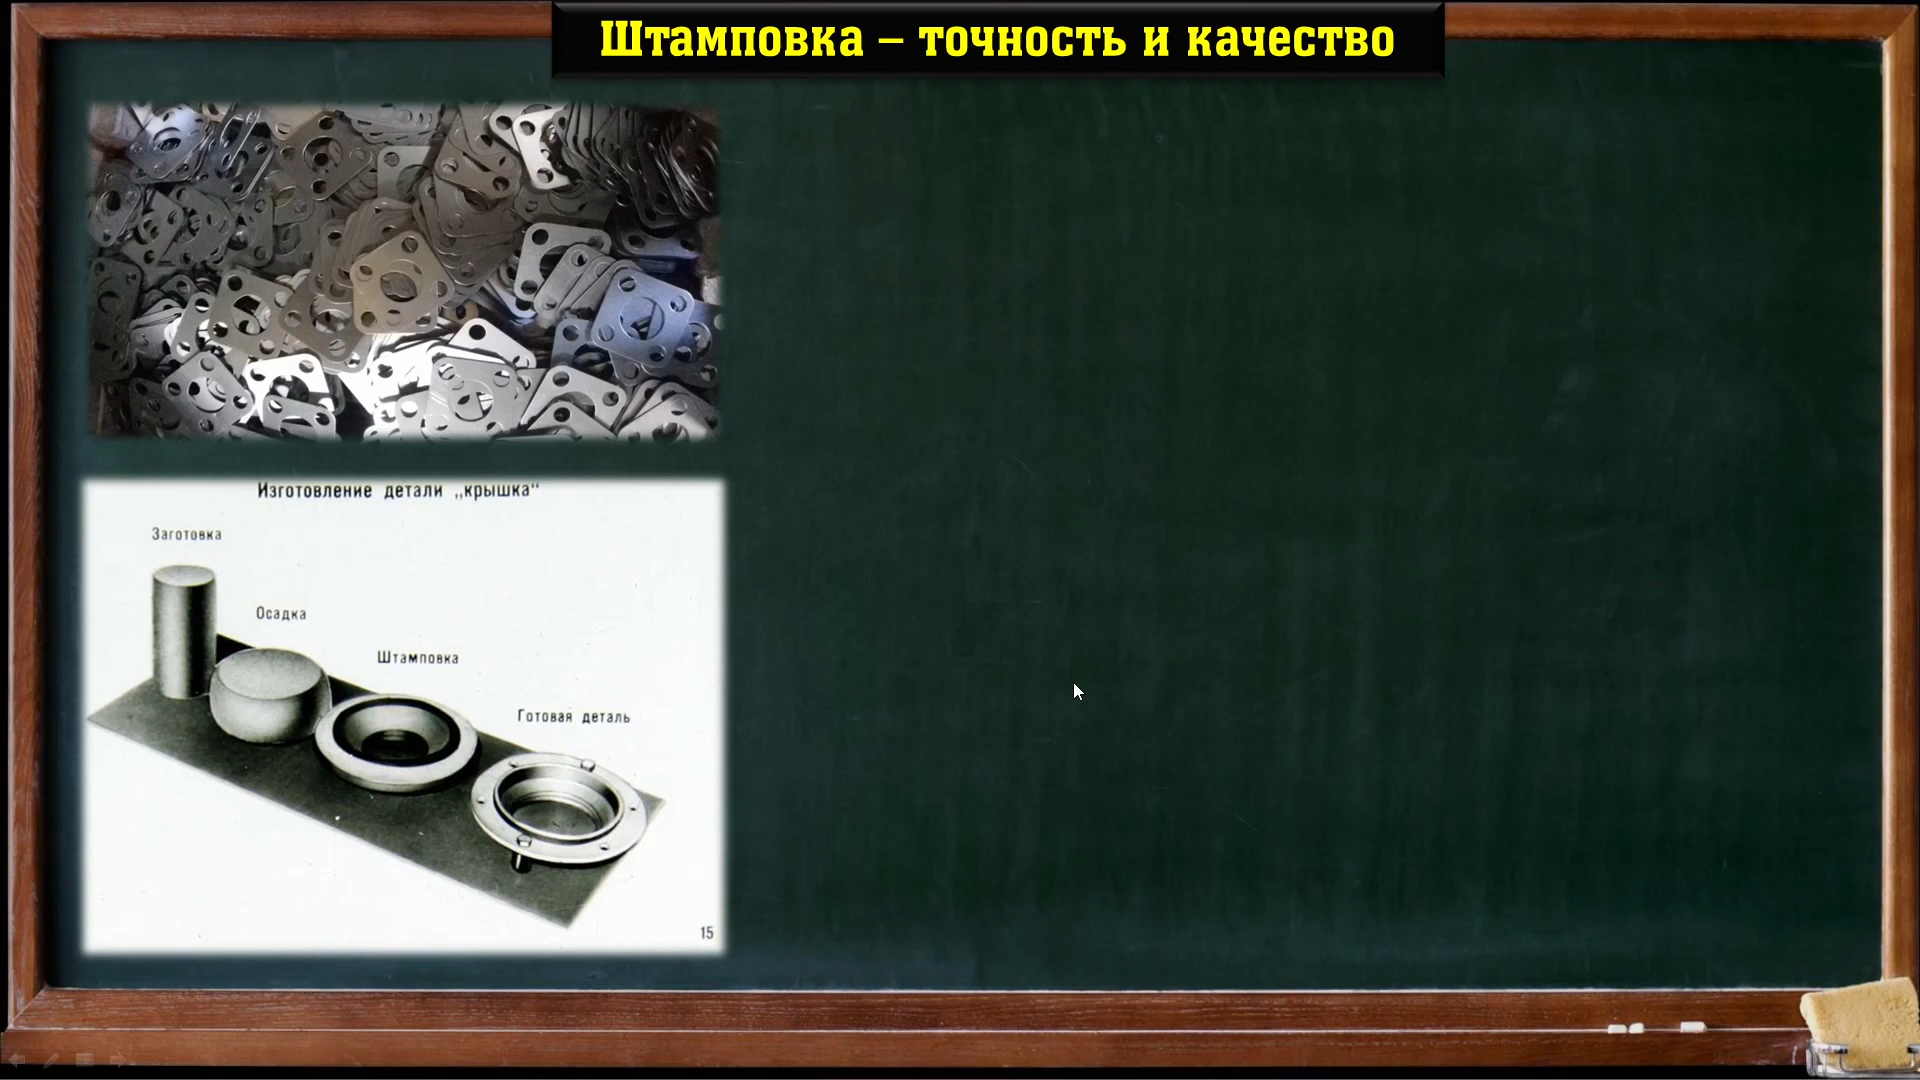 Штамповка – точность и качество
Изготовление детали „крышка“
Заготовка
Осадка
Штамповка
Готовая деталь
15